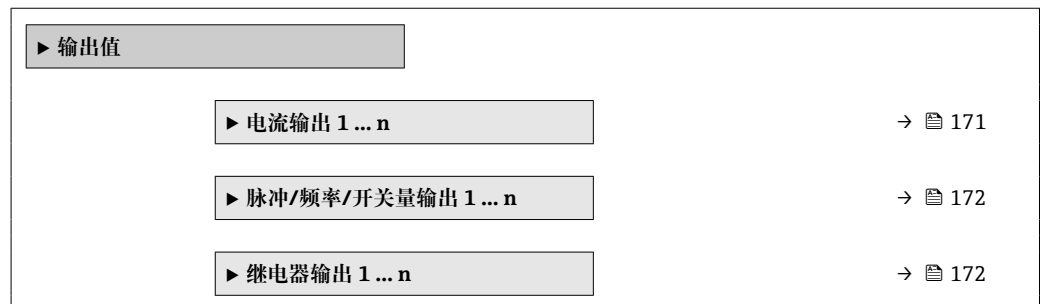 ▶ 输出值
▶ 电流输出 1 … n → 🖹 171
▶ 脉冲/频率/开关量输出 1 … n → 🖹 172
▶ 继电器输出 1 … n → 🖹 172